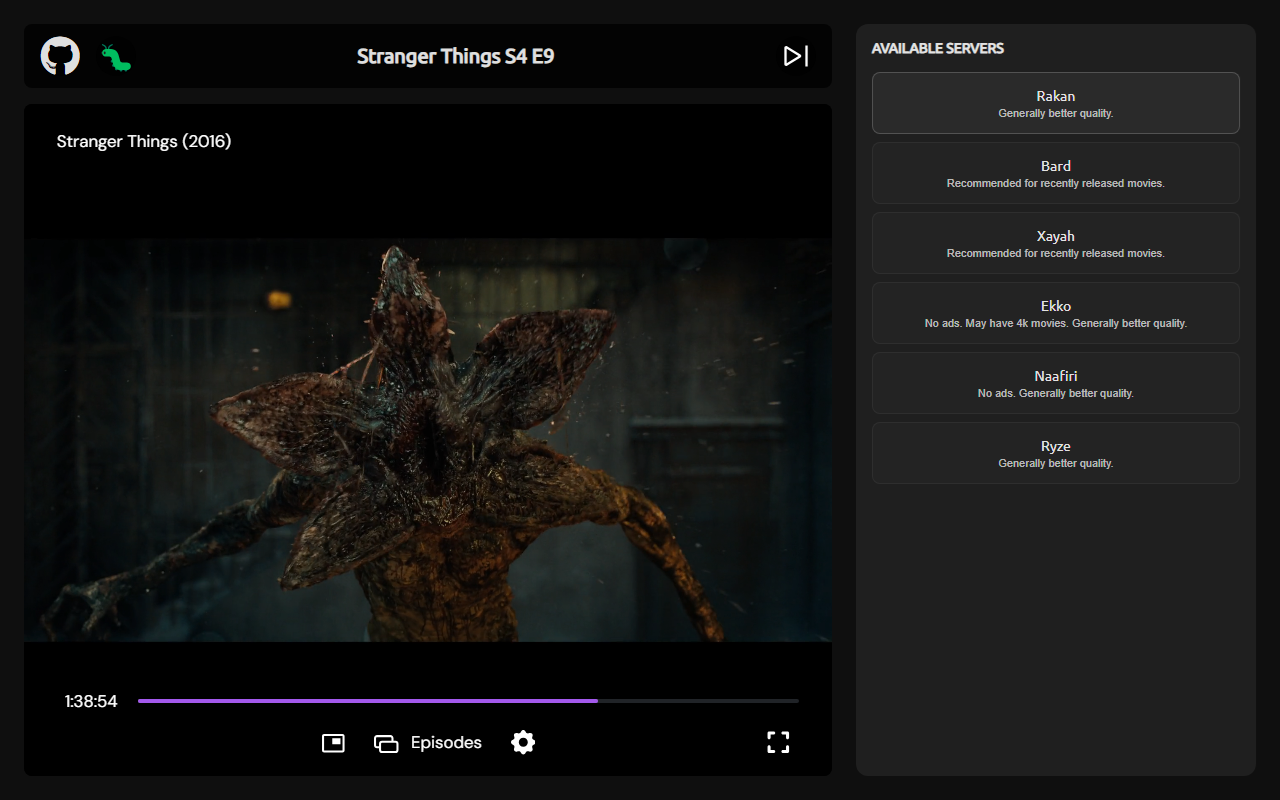 Stranger Things S4 E9
Stranger Things (2016)
1:38:54
Episodes
AVAILABLE SERVERS
Rakan
Generally better quality.
Bard
Recommended for recently released movies.
Xayah
Recommended for recently released movies.
Ekko
No ads. May have 4k movies. Generally better quality.
Naafiri
No ads. Generally better quality.
Ryze
Generally better quality.